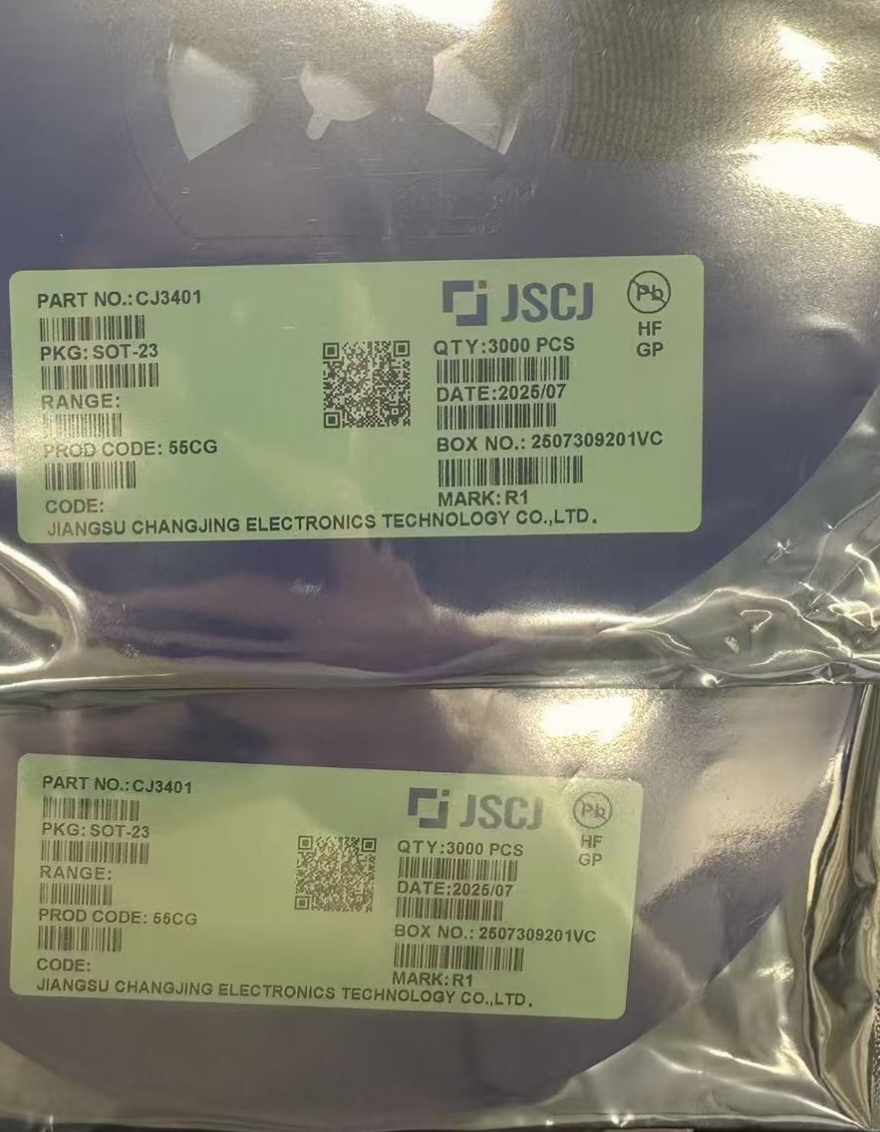 PART NO.:CJ3401
PKG: SOT-23
RANGE:
PROD CODE: 55CG
CODE:
JSCJ
Pb
HF
GP
QTY:3000 PCS
DATE:2025/07
BOX NO.: 2507309201VC
MARK: R1
JIANGSU CHANGJING ELECTRONICS TECHNOLOGY CO.,LTD.
PART NO.:CJ3401
PKG: SOT-23
RANGE:
PROD CODE: 55CG
CODE:
JSCJ
Pb
HF
GP
QTY:3000 PCS
DATE:2025/07
BOX NO.: 2507309201VC
MARK: R1
JIANGSU CHANGJING ELECTRONICS TECHNOLOGY CO.,LTD.